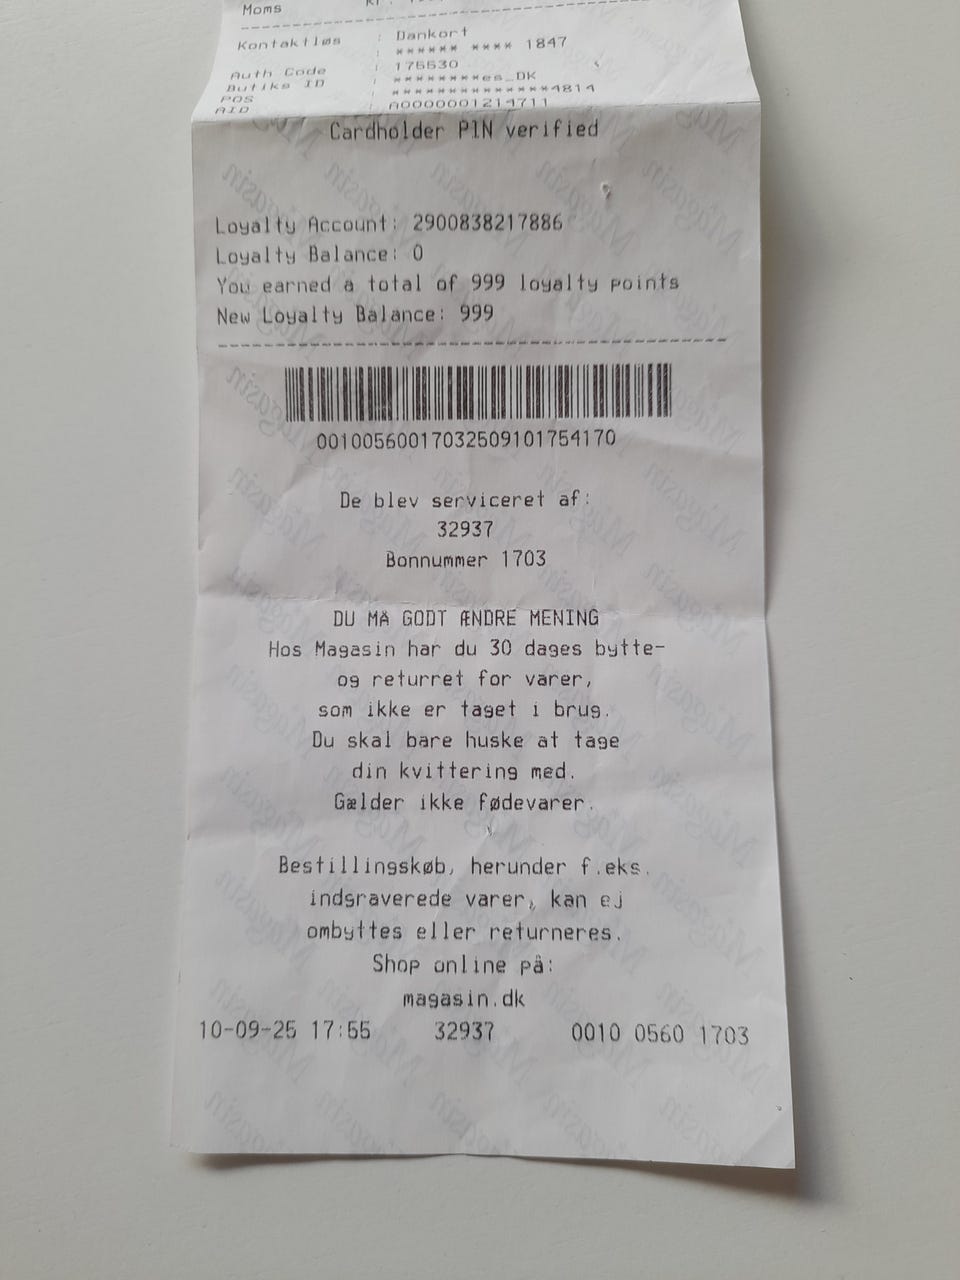 Moms
Kontaktløs : Dankort
****** **** 1847
Auth Code 175530
Butiks ID ********es_DK
POS **************4814
AID A0000001214711
Cardholder PIN verified
Loyalty Account: 2900838217886
Loyalty Balance: 0
You earned a total of 999 loyalty points
New Loyalty Balance: 999
00100560017032509101754170
De blev serviceret af:
32937
Bonnummer 1703
DU MÅ GODT ÆNDRE MENING
Hos Magasin har du 30 dages bytte-
og returret for varer,
som ikke er taget i brug.
Du skal bare huske at tage
din kvittering med.
Gælder ikke fødevarer.
Bestillingskøb, herunder f.eks.
indgraverede varer, kan ej
ombyttes eller returneres.
Shop online på:
magasin.dk
10-09-25 17:55 32937 0010 0560 1703